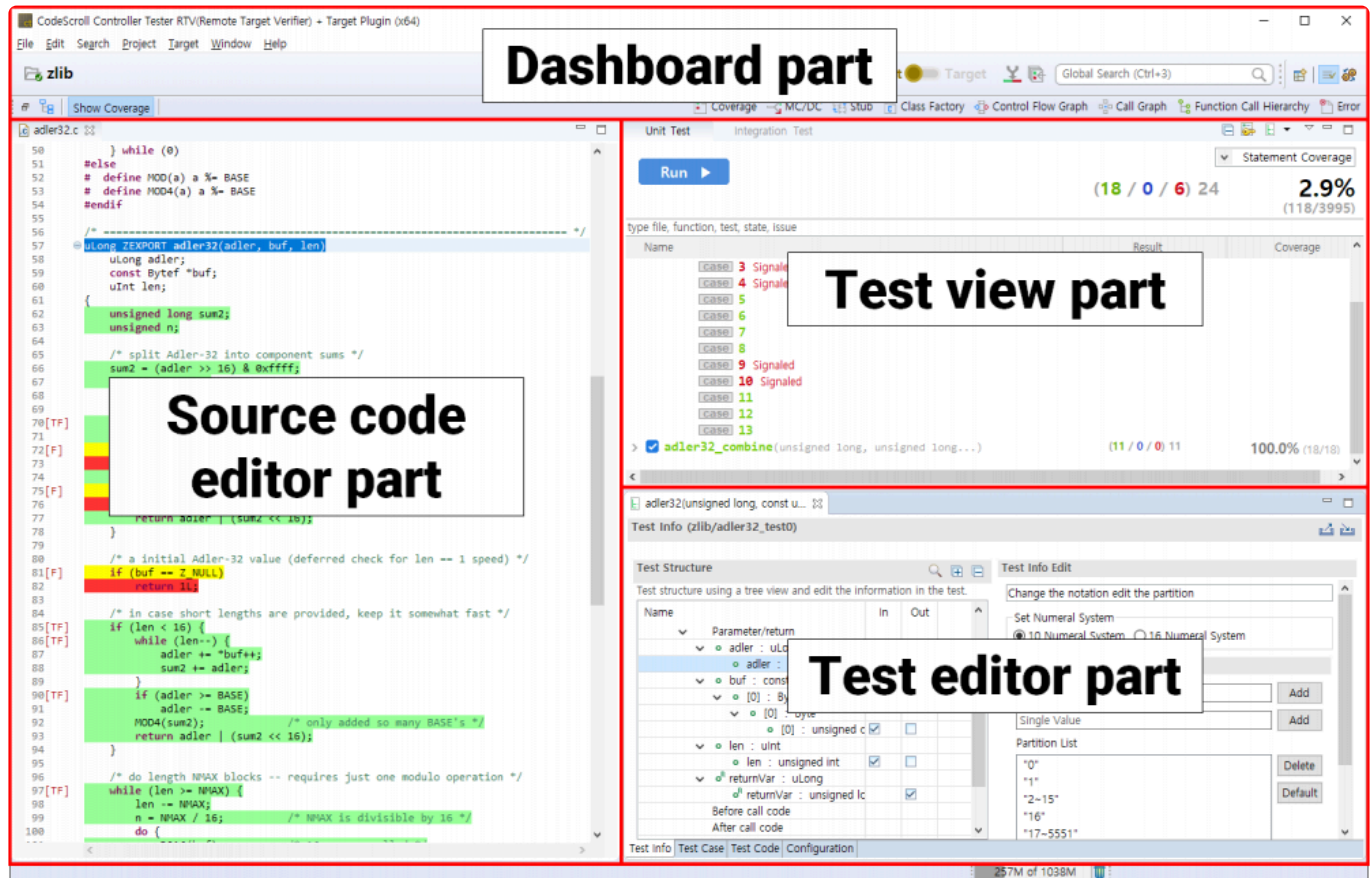 CodeScroll Controller Tester RTV(Remote Target Verifier) + Target Plugin (x64)
File Edit Search Project Target Window Help
Dashboard part
zlib
Target
Global Search (Ctrl+3)
Show Coverage
Coverage MC/DC Stub Class Factory Control Flow Graph Call Graph Function Call Hierarchy Error
adler32.c
50 } while (0)
51 #else
52 # define MOD(a) a %= BASE
53 # define MOD4(a) a %= BASE
54 #endif
55
56 /* ========================================================================= */
57 uLong ZEXPORT adler32(adler, buf, len)
58 uLong adler;
59 const Bytef *buf;
60 uInt len;
61 {
62 unsigned long sum2;
63 unsigned n;
64
65 /* split Adler-32 into component sums */
66 sum2 = (adler >> 16) & 0xffff;
67
68
69
70[TF]
71
72[F]
73
74
75[F]
76
Source code
editor part
77 return adler | (sum2 << 16);
78 }
79
80 /* a initial Adler-32 value (deferred check for len == 1 speed) */
81[F] if (buf == Z_NULL)
82 return 1L;
83
84 /* in case short lengths are provided, keep it somewhat fast */
85[TF] if (len < 16) {
86[TF] while (len--) {
87 adler += *buf++;
88 sum2 += adler;
89 }
90[TF] if (adler >= BASE)
91 adler -= BASE;
92 MOD4(sum2); /* only added so many BASE's */
93 return adler | (sum2 << 16);
94 }
95
96 /* do length NMAX blocks -- requires just one modulo operation */
97[TF] while (len >= NMAX) {
98 len -= NMAX;
99 n = NMAX / 16; /* NMAX is divisible by 16 */
100 do {
Unit Test Integration Test
Run
Statement Coverage
(18 / 0 / 6) 24 2.9%
(118/3995)
type file, function, test, state, issue
Name Result Coverage
case 3 Signale
case 4 Signale
case 5
case 6
case 7
case 8
case 9 Signaled
case 10 Signaled
case 11
case 12
case 13
Test view part
adler32_combine(unsigned long, unsigned long...) (11 / 0 / 0) 11 100.0% (18/18)
adler32(unsigned long, const u...
Test Info (zlib/adler32_test0)
Test Structure
Test structure using a tree view and edit the information in the test.
Name In Out
Parameter/return
adler : uLo
adler :
buf : const
[0] : By
[0] : Byte
[0] : unsigned c
len : uInt
len : unsigned int
returnVar : uLong
returnVar : unsigned lc
Before call code
After call code
Test Info Edit
Change the notation edit the partition
Set Numeral System
10 Numeral System 16 Numeral System
Test editor part
Add
Single Value Add
Partition List
"0" Delete
"1"
"2~15" Default
"16"
"17~5551"
Test Info Test Case Test Code Configuration
257M of 1038M